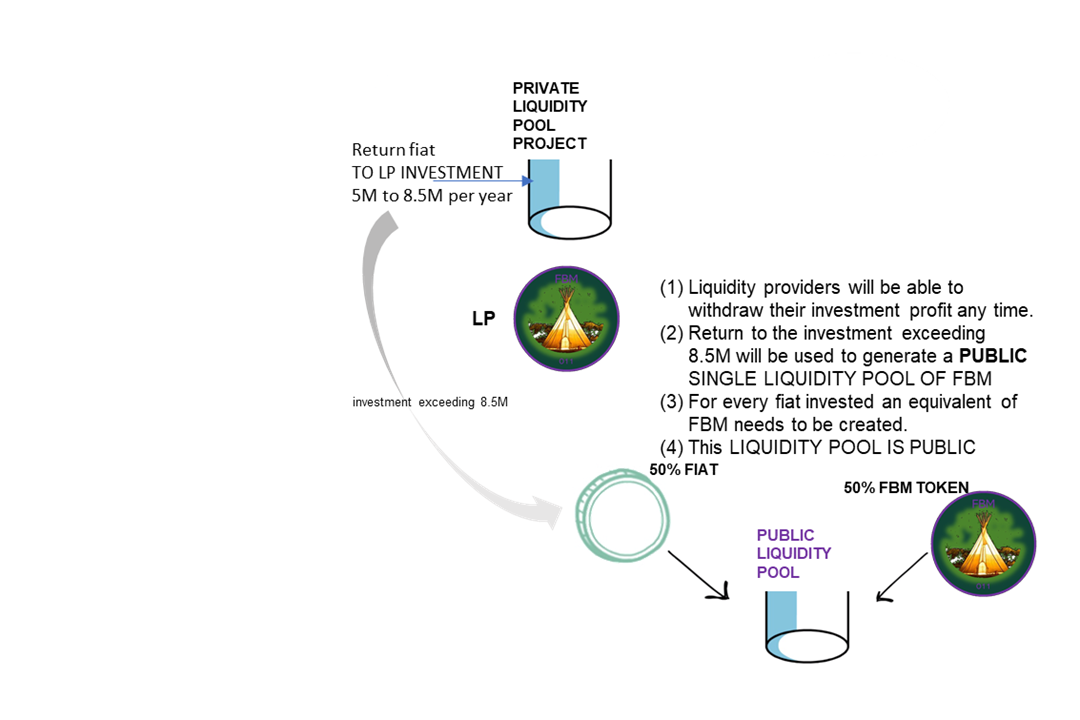 PRIVATE
LIQUIDITY
POOL
PROJECT
Return fiat
TO LP INVESTMENT
5M to 8.5M per year
FBM
LP
(1) Liquidity providers will be able to
withdraw their investment profit any time.
(2) Return to the investment exceeding
8.5M will be used to generate a PUBLIC
SINGLE LIQUIDITY POOL OF FBM
(3) For every fiat invested an equivalent of
FBM needs to be created.
(4) This LIQUIDITY POOL IS PUBLIC
investment exceeding 8.5M
50% FIAT
50% FBM TOKEN
FBM
PUBLIC
LIQUIDITY
POOL